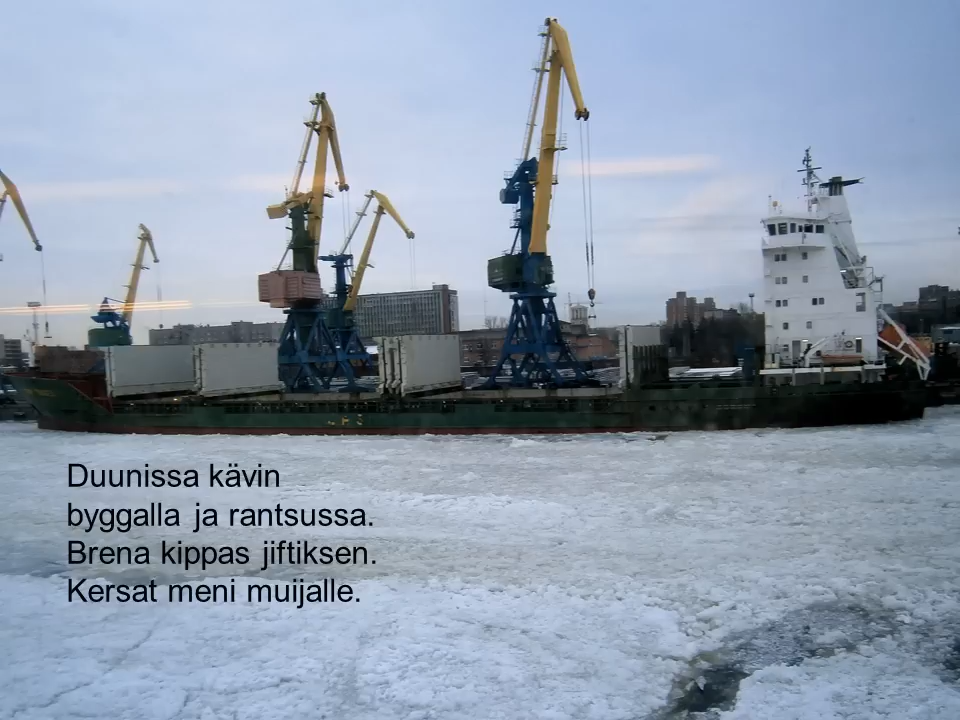 Duunissa kävin
byggalla ja rantsussa.
Brena kippas jiftiksen.
Kersat meni muijalle.